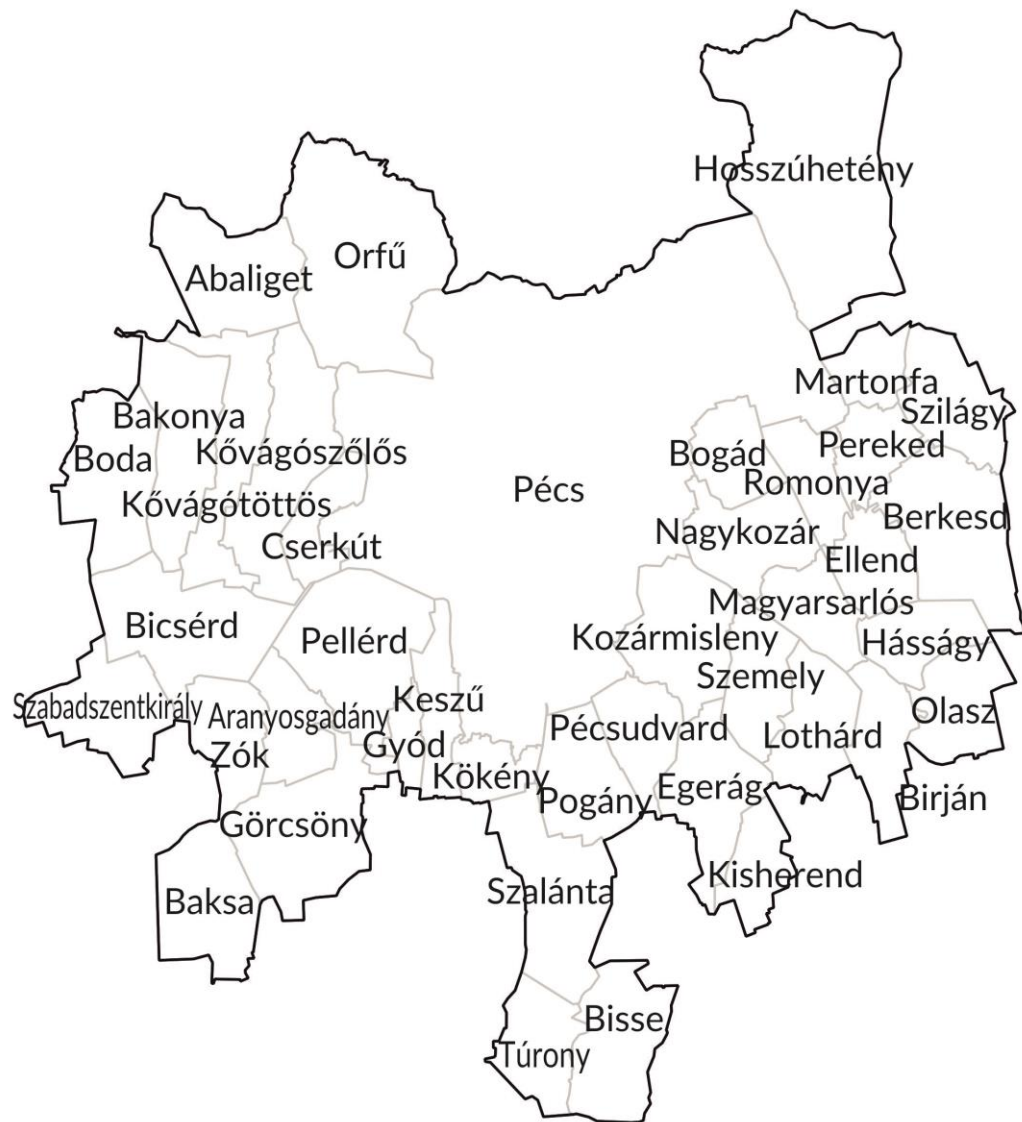 Hosszúhetény
Orfű
Abaliget
Martonfa
Szilágy
Bakonya
Pereked
Boda
Kővágószőlős
Bogád
Romonya
Pécs
Kővágótöttös
Berkesd
Nagykozár
Cserkút
Ellend
Magyarsarlós
Bicsérd
Pellérd
Kozármisleny
Hásságy
Szemely
Szabadszentkirály
Aranyosgadány
Keszű
Olasz
Pécsudvard
Lothárd
Zók
Gyód
Kökény
Egerág
Pogány
Birján
Görcsöny
Kisherend
Szalánta
Baksa
Bisse
Túrony